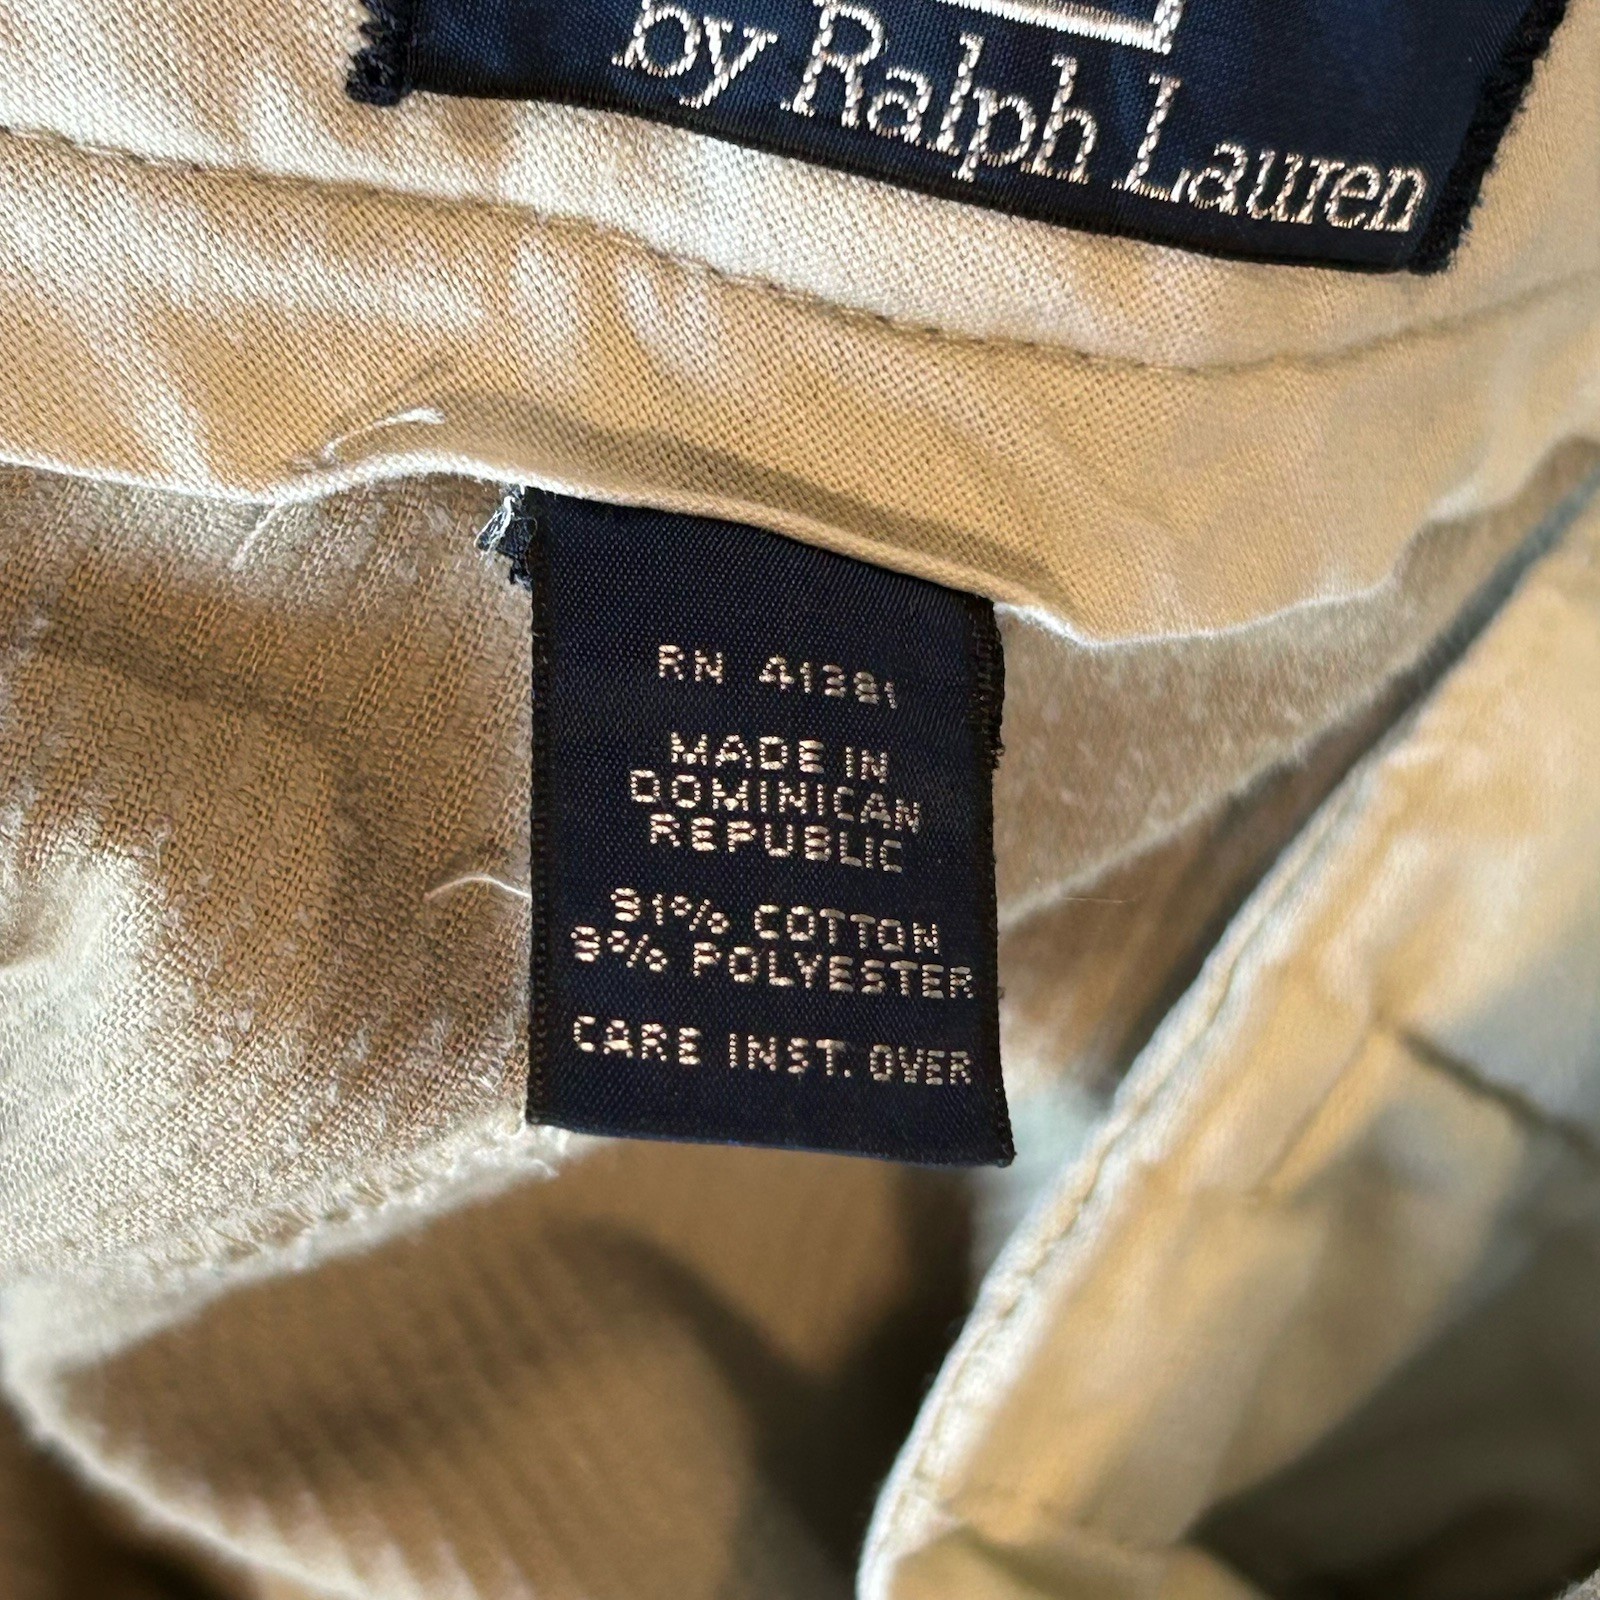 by Ralph Lauren
RN 41381
MADE IN
DOMINICAN
REPUBLIC
91% COTTON
9% POLYESTER
CARE INST. OVER